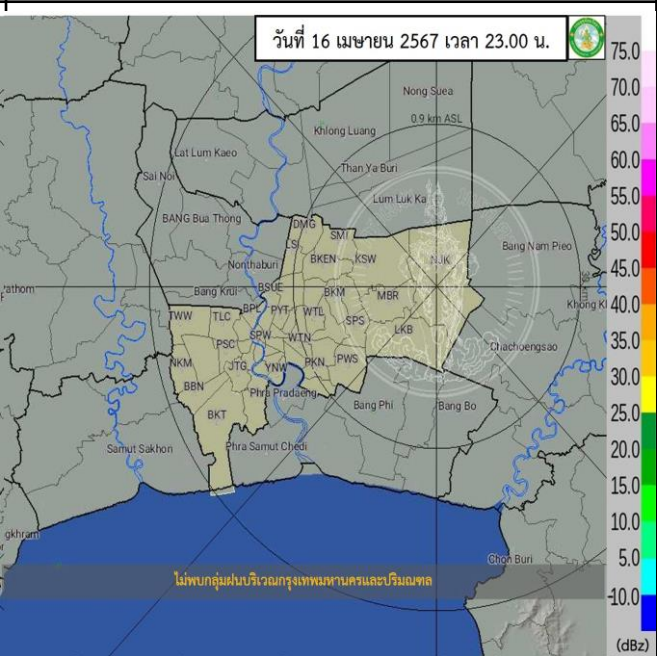 วันที่ 16 เมษายน 2567 เวลา 23.00 น.
75.0
70.0
65.0
60.0
55.0
50.0
45.0
40.0
35.0
30.0
25.0
20.0
15.0
10.0
5.0
-10.0
(dBz)
Nong Suea
0.9 km ASL
Khlong Luang
Lat Lum Kaeo
Than Ya Buri
Sai Noi
Lum Luk Ka
BANG Bua Thong
DMG
SMI
LSI
Bang Nam Pieo
BKEN
KSW
NJK
Nonthaburi
Bang Krui
BSUE
BKM
MBR
Khong Kh
TWW
TLC
BPL
PYT
WTL
SPS
LKB
PSC
SPW
WTN
Chachoengsao
NKM
JTG
YNW
PKN
PWS
BBN
Phra Pradaeng
BKT
Bang Phi
Bang Bo
Samut Sakhon
Phra Samut Chedi
gkhram
Chon Buri
ไม่พบกลุ่มฝนบริเวณกรุงเทพมหานครและปริมณฑล